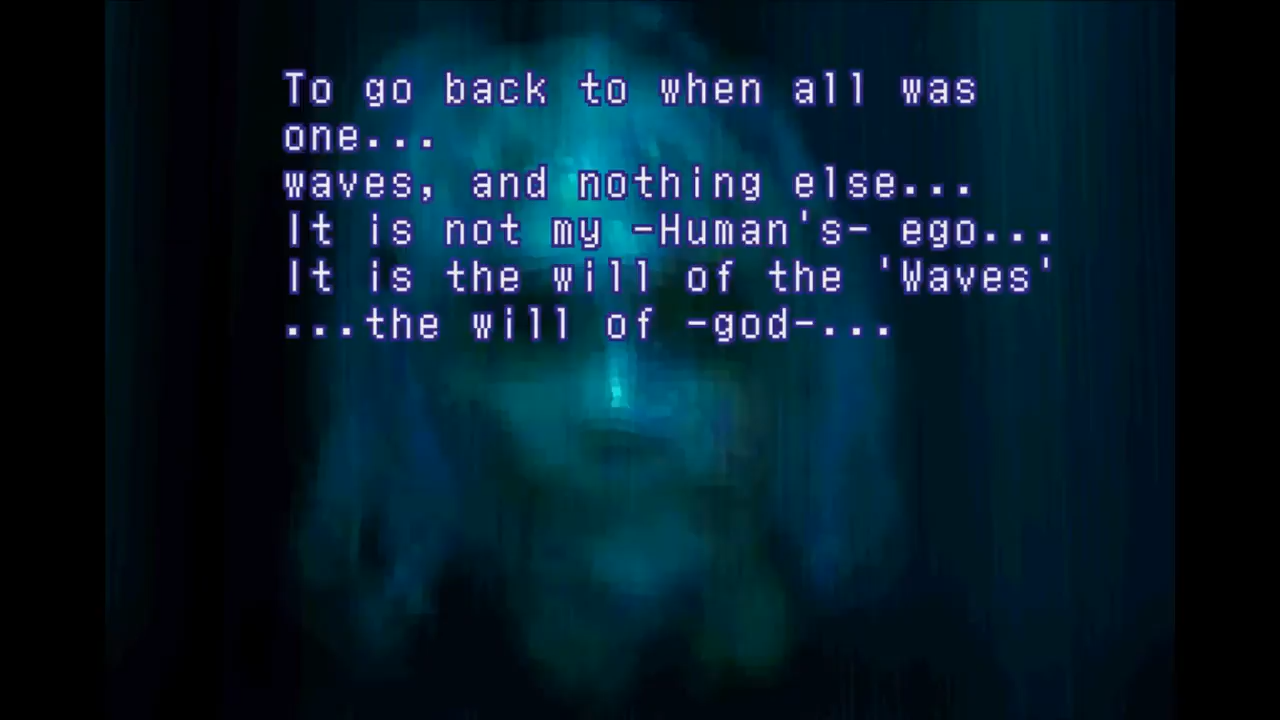 To go back to when all was
one...
waves, and nothing else...
It is not my -Human's- ego...
It is the will of the 'Waves'
...the will of -god-...